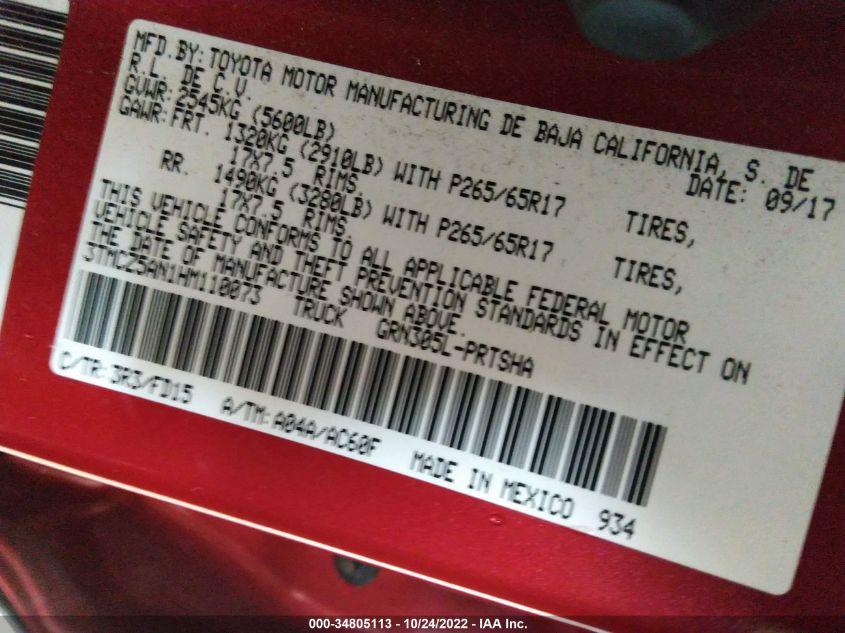 MFD.BY:TOYOTA MOTOR MANUFACTURING DE BAJA CALIFORNIA, S. DE
R.L. DE C.V. DATE: 09/17
GVWR:2545KG (5600LB)
GAWR:FRT. 1320KG (2910LB) WITH P265/65R17 TIRES,
17X7.5 RIMS
RR. 1490KG (3280LB) WITH P265/65R17 TIRES,
17X7.5 RIMS.
THIS VEHICLE CONFORMS TO ALL APPLICABLE FEDERAL MOTOR
VEHICLE SAFETY AND THEFT PREVENTION STANDARDS IN EFFECT ON
THE DATE OF MANUFACTURE SHOWN ABOVE.
3TMCZ5AN1HM110073 TRUCK GRN305L-PRTSHA
C/TR:3R3/FD15
A/TM:A04A/AC60F MADE IN MEXICO 934
000-34805113 - 10/24/2022 - IAA Inc.